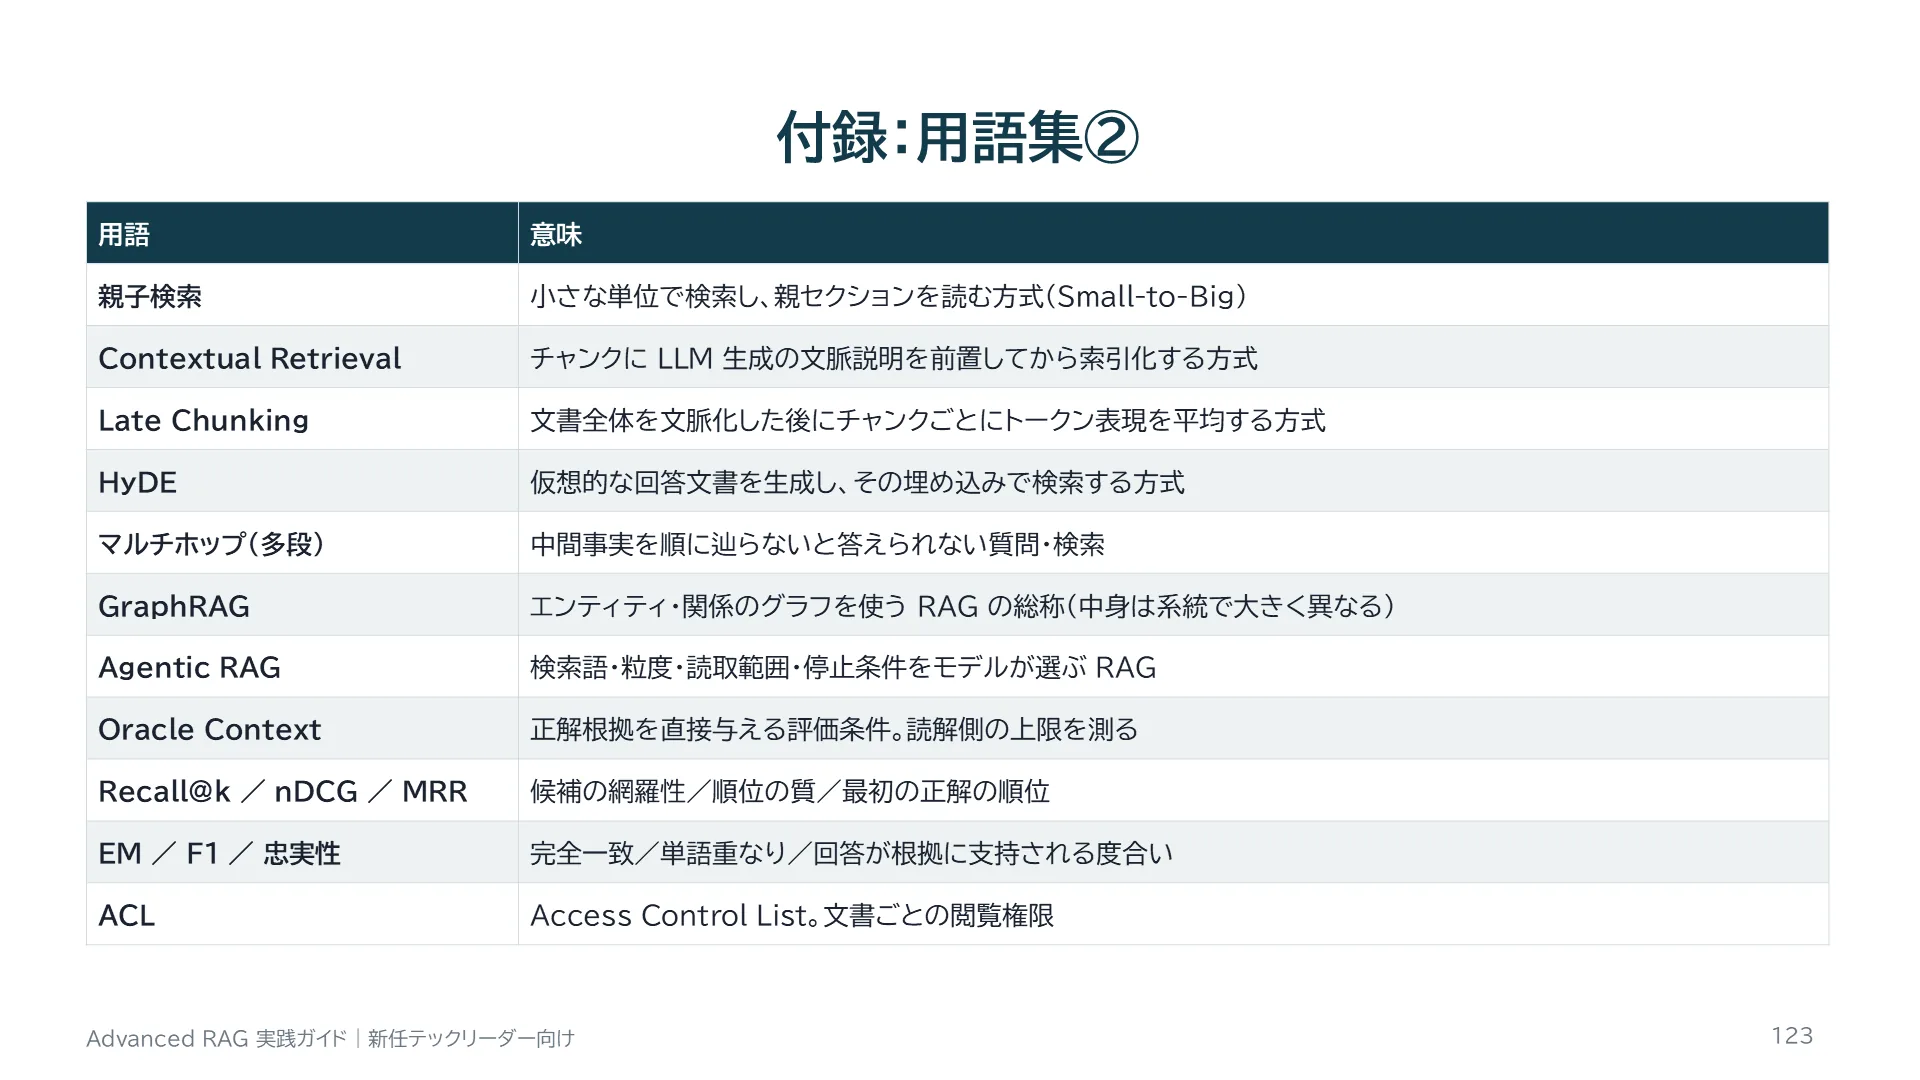 付録：用語集②
用語 意味
親子検索 小さな単位で検索し、親セクションを読む方式（Small-to-Big）
Contextual Retrieval チャンクに LLM 生成の文脈説明を前置してから索引化する方式
Late Chunking 文書全体を文脈化した後にチャンクごとにトークン表現を平均する方式
HyDE 仮想的な回答文書を生成し、その埋め込みで検索する方式
マルチホップ（多段） 中間事実を順に辿らないと答えられない質問・検索
GraphRAG エンティティ・関係のグラフを使う RAG の総称（中身は系統で大きく異なる）
Agentic RAG 検索語・粒度・読取範囲・停止条件をモデルが選ぶ RAG
Oracle Context 正解根拠を直接与える評価条件。読解側の上限を測る
Recall@k ／ nDCG ／ MRR 候補の網羅性／順位の質／最初の正解の順位
EM ／ F1 ／ 忠実性 完全一致／単語重なり／回答が根拠に支持される度合い
ACL Access Control List。文書ごとの閲覧権限
Advanced RAG 実践ガイド｜新任テックリーダー向け
123